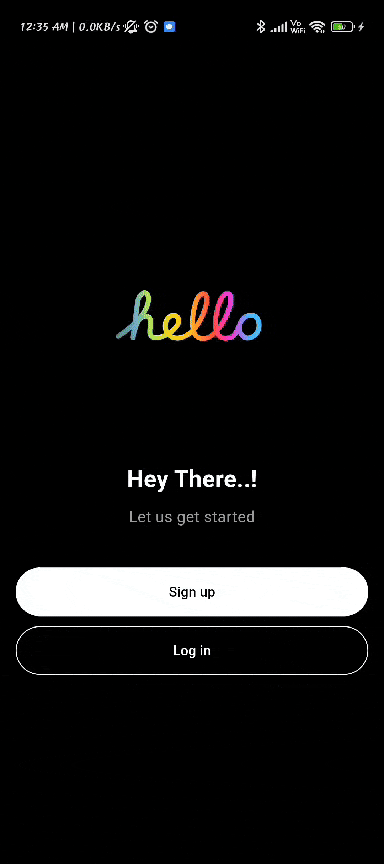 12:35 AM | 0.0KB/s
Vo
WiFi
hello
Hey There..!
Let us get started
Sign up
Log in